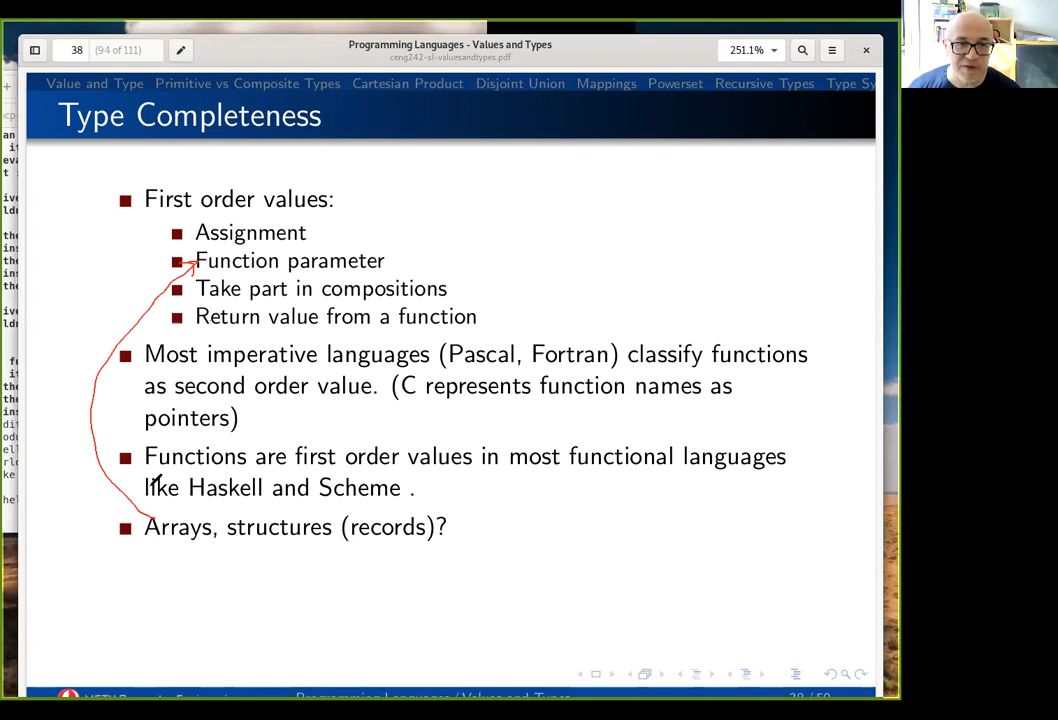 38
(94 of 111)
Programming Languages - Values and Types
ceng242-sl-valuesandtypes.pdf
251.1%
Value and Type Primitive vs Composite Types Cartesian Product Disjoint Union Mappings Powerset Recursive Types Type Sy
Type Completeness
First order values:
Assignment
Function parameter
Take part in compositions
Return value from a function
Most imperative languages (Pascal, Fortran) classify functions
as second order value. (C represents function names as
pointers)
Functions are first order values in most functional languages
like Haskell and Scheme .
Arrays, structures (records)?
Programming Languages / Values and Types